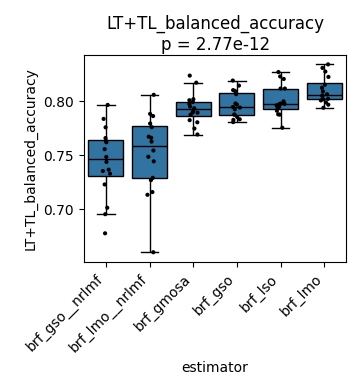 LT+TL_balanced_accuracy
p = 2.77e-12
LT+TL_balanced_accuracy
0.80
0.75
0.70
brf_gso__nrlmf
brf_lmo__nrlmf
brf_gmosa
brf_gso
brf_lso
brf_lmo
estimator